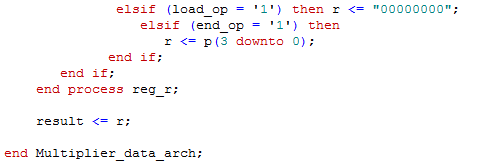 elsif (load_op = '1') then r <= "00000000";
elsif (end_op = '1') then
r <= p(3 downto 0);
end if;
end if;
end process reg_r;
result <= r;
end Multiplier_data_arch;